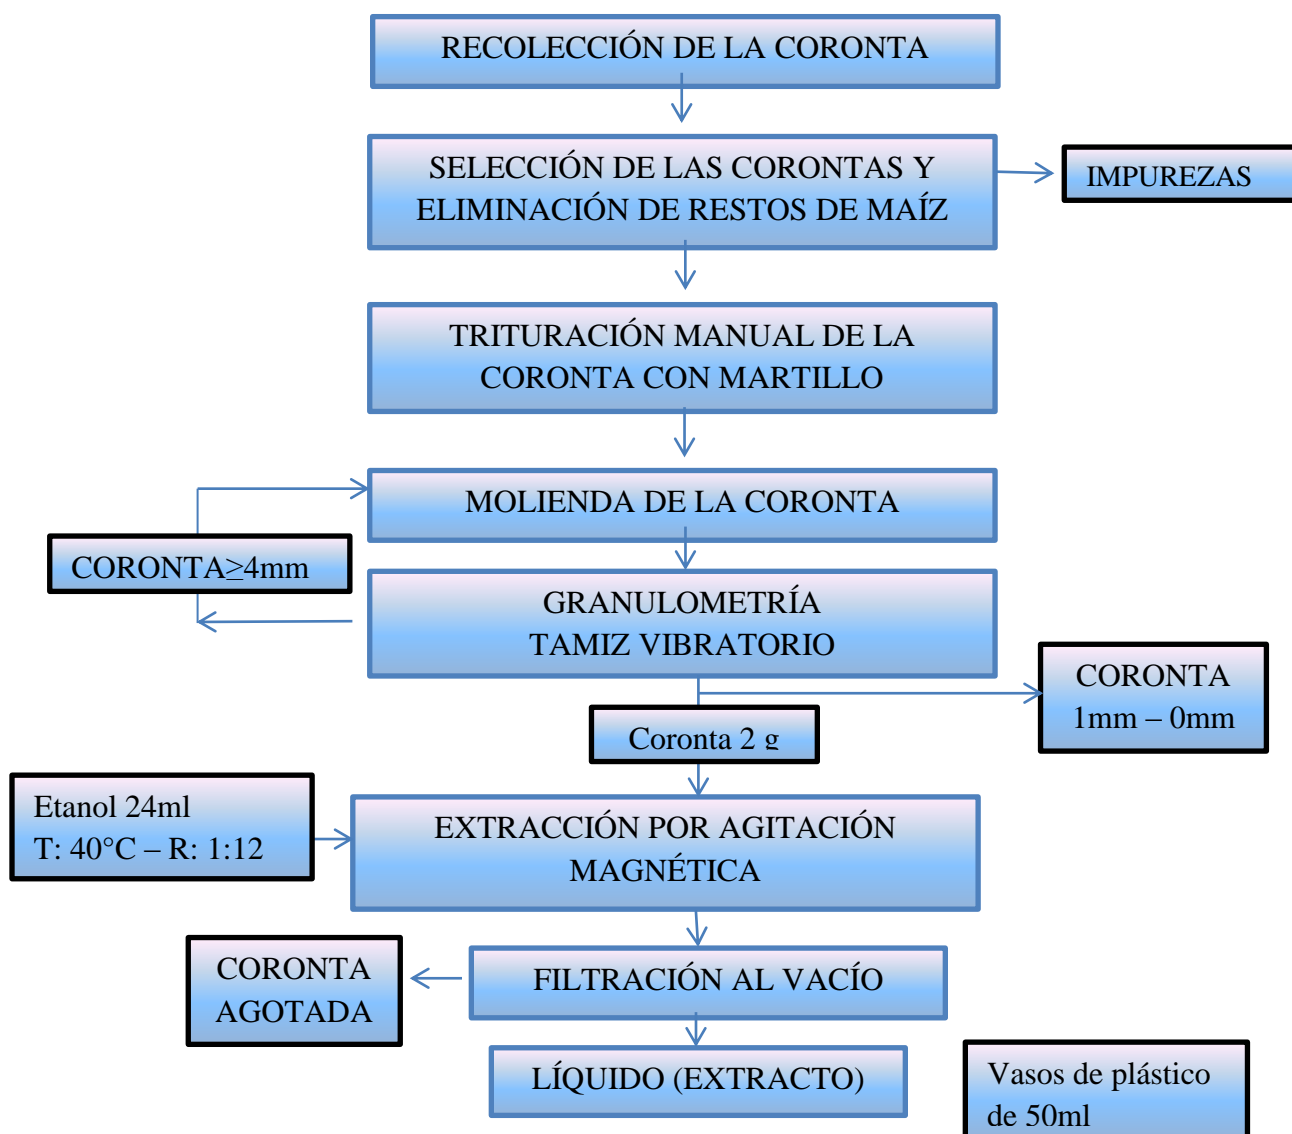 RECOLECCIÓN DE LA CORONTA
SELECCIÓN DE LAS CORONTAS Y
ELIMINACIÓN DE RESTOS DE MAÍZ
IMPUREZAS
TRITURACIÓN MANUAL DE LA
CORONTA CON MARTILLO
MOLIENDA DE LA CORONTA
CORONTA≥4mm
GRANULOMETRÍA
TAMIZ VIBRATORIO
CORONTA
1mm – 0mm
Coronta 2 g
Etanol 24ml
T: 40°C – R: 1:12
EXTRACCIÓN POR AGITACIÓN
MAGNÉTICA
CORONTA
AGOTADA
FILTRACIÓN AL VACÍO
LÍQUIDO (EXTRACTO)
Vasos de plástico
de 50ml